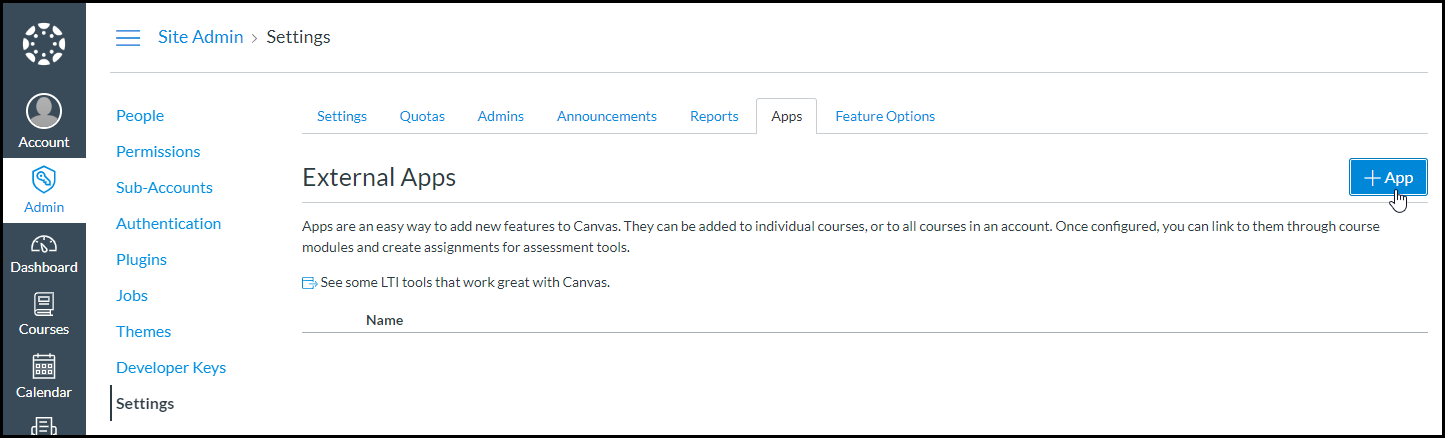 Site Admin > Settings
Account
Admin
Dashboard
Courses
Calendar
People
Permissions
Sub-Accounts
Authentication
Plugins
Jobs
Themes
Developer Keys
Settings
Settings Quotas Admins Announcements Reports Apps Feature Options
External Apps
+ App
Apps are an easy way to add new features to Canvas. They can be added to individual courses, or to all courses in an account. Once configured, you can link to them through course
modules and create assignments for assessment tools.
See some LTI tools that work great with Canvas.
Name